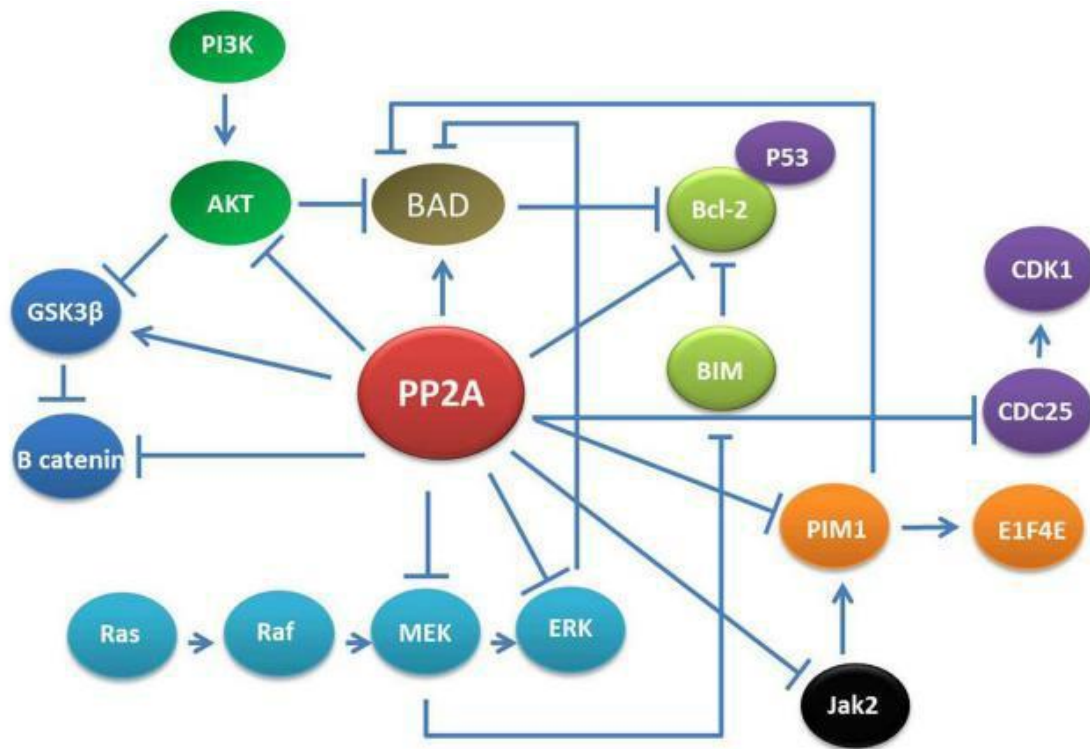 PI3K
P53
AKT
BAD
Bcl-2
CDK1
GSK3β
PP2A
BIM
CDC25
B catenin
PIM1
E1F4E
Ras
Raf
MEK
ERK
Jak2